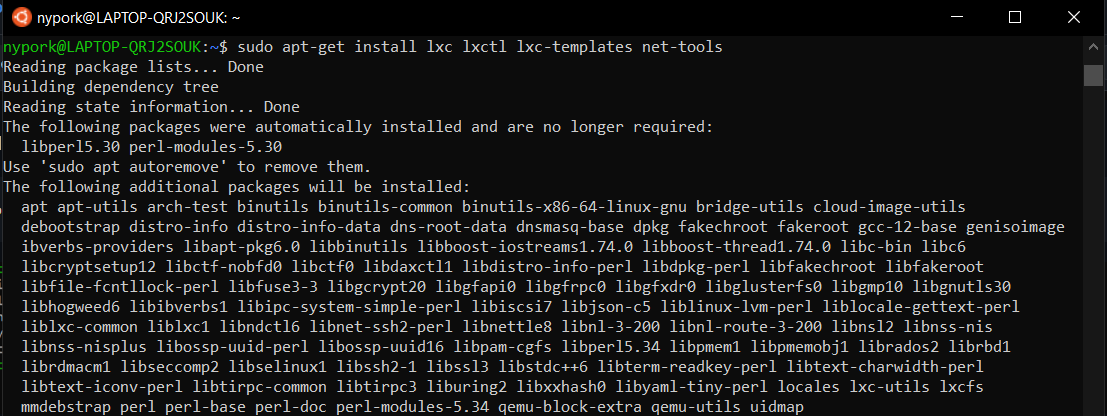 nypork@LAPTOP-QRJ2SOUK: ~
nypork@LAPTOP-QRJ2SOUK:~$ sudo apt-get install lxc lxctl lxc-templates net-tools
Reading package lists... Done
Building dependency tree
Reading state information... Done
The following packages were automatically installed and are no longer required:
  libperl5.30 perl-modules-5.30
Use 'sudo apt autoremove' to remove them.
The following additional packages will be installed:
  apt apt-utils arch-test binutils binutils-common binutils-x86-64-linux-gnu bridge-utils cloud-image-utils
  debootstrap distro-info distro-info-data dns-root-data dnsmasq-base dpkg fakechroot fakeroot gcc-12-base genisoimage
  ibverbs-providers libapt-pkg6.0 libbinutils libboost-iostreams1.74.0 libboost-thread1.74.0 libc-bin libc6
  libcryptsetup12 libctf-nobfd0 libctf0 libdaxctl1 libdistro-info-perl libdpkg-perl libfakechroot libfakeroot
  libfile-fcntllock-perl libfuse3-3 libgcrypt20 libgfapi0 libgfrpc0 libgfxdr0 libglusterfs0 libgmp10 libgnutls30
  libhogweed6 libibverbs1 libipc-system-simple-perl libiscsi7 libjson-c5 liblinux-lvm-perl liblocale-gettext-perl
  liblxc-common liblxc1 libndctl6 libnet-ssh2-perl libnettle8 libnl-3-200 libnl-route-3-200 libnsl2 libnss-nis
  libnss-nisplus libossp-uuid-perl libossp-uuid16 libpam-cgfs libperl5.34 libpmem1 libpmemobj1 librados2 librbd1
  librdmacm1 libseccomp2 libselinux1 libssh2-1 libssl3 libstdc++6 libterm-readkey-perl libtext-charwidth-perl
  libtext-iconv-perl libtirpc-common libtirpc3 liburing2 libxxhash0 libyaml-tiny-perl locales lxc-utils lxcfs
  mmdebstrap perl perl-base perl-doc perl-modules-5.34 qemu-block-extra qemu-utils uidmap